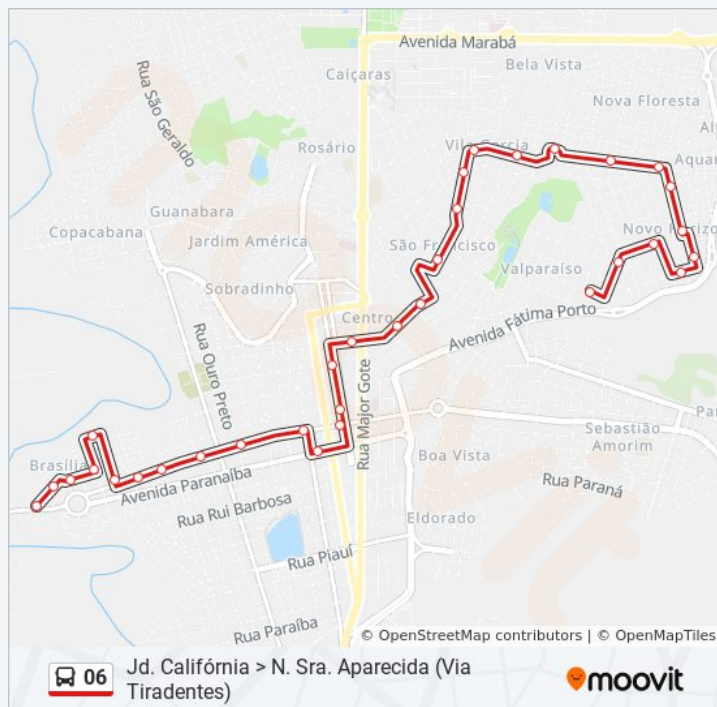 Avenida Marabá
Caiçaras
Bela Vista
Rua São Geraldo
Nova Floresta
Rosário
Vila Garcia
Aquar
Guanabara
Copacabana
Jardim América
São Francisco
Novo Horizo
Sobradinho
Valparaíso
Centro
Avenida Fátima Porto
Rua Ouro Preto
Rua Major Gote
Sebastião
Amorim
Brasília
Boa Vista
Avenida Paranaíba
Rua Paraná
Rua Rui Barbosa
Eldorado
Rua Piauí
Rua Paraíba
© OpenStreetMap contributors | © OpenMapTiles
06
Jd. Califórnia > N. Sra. Aparecida (Via
Tiradentes)
moovit